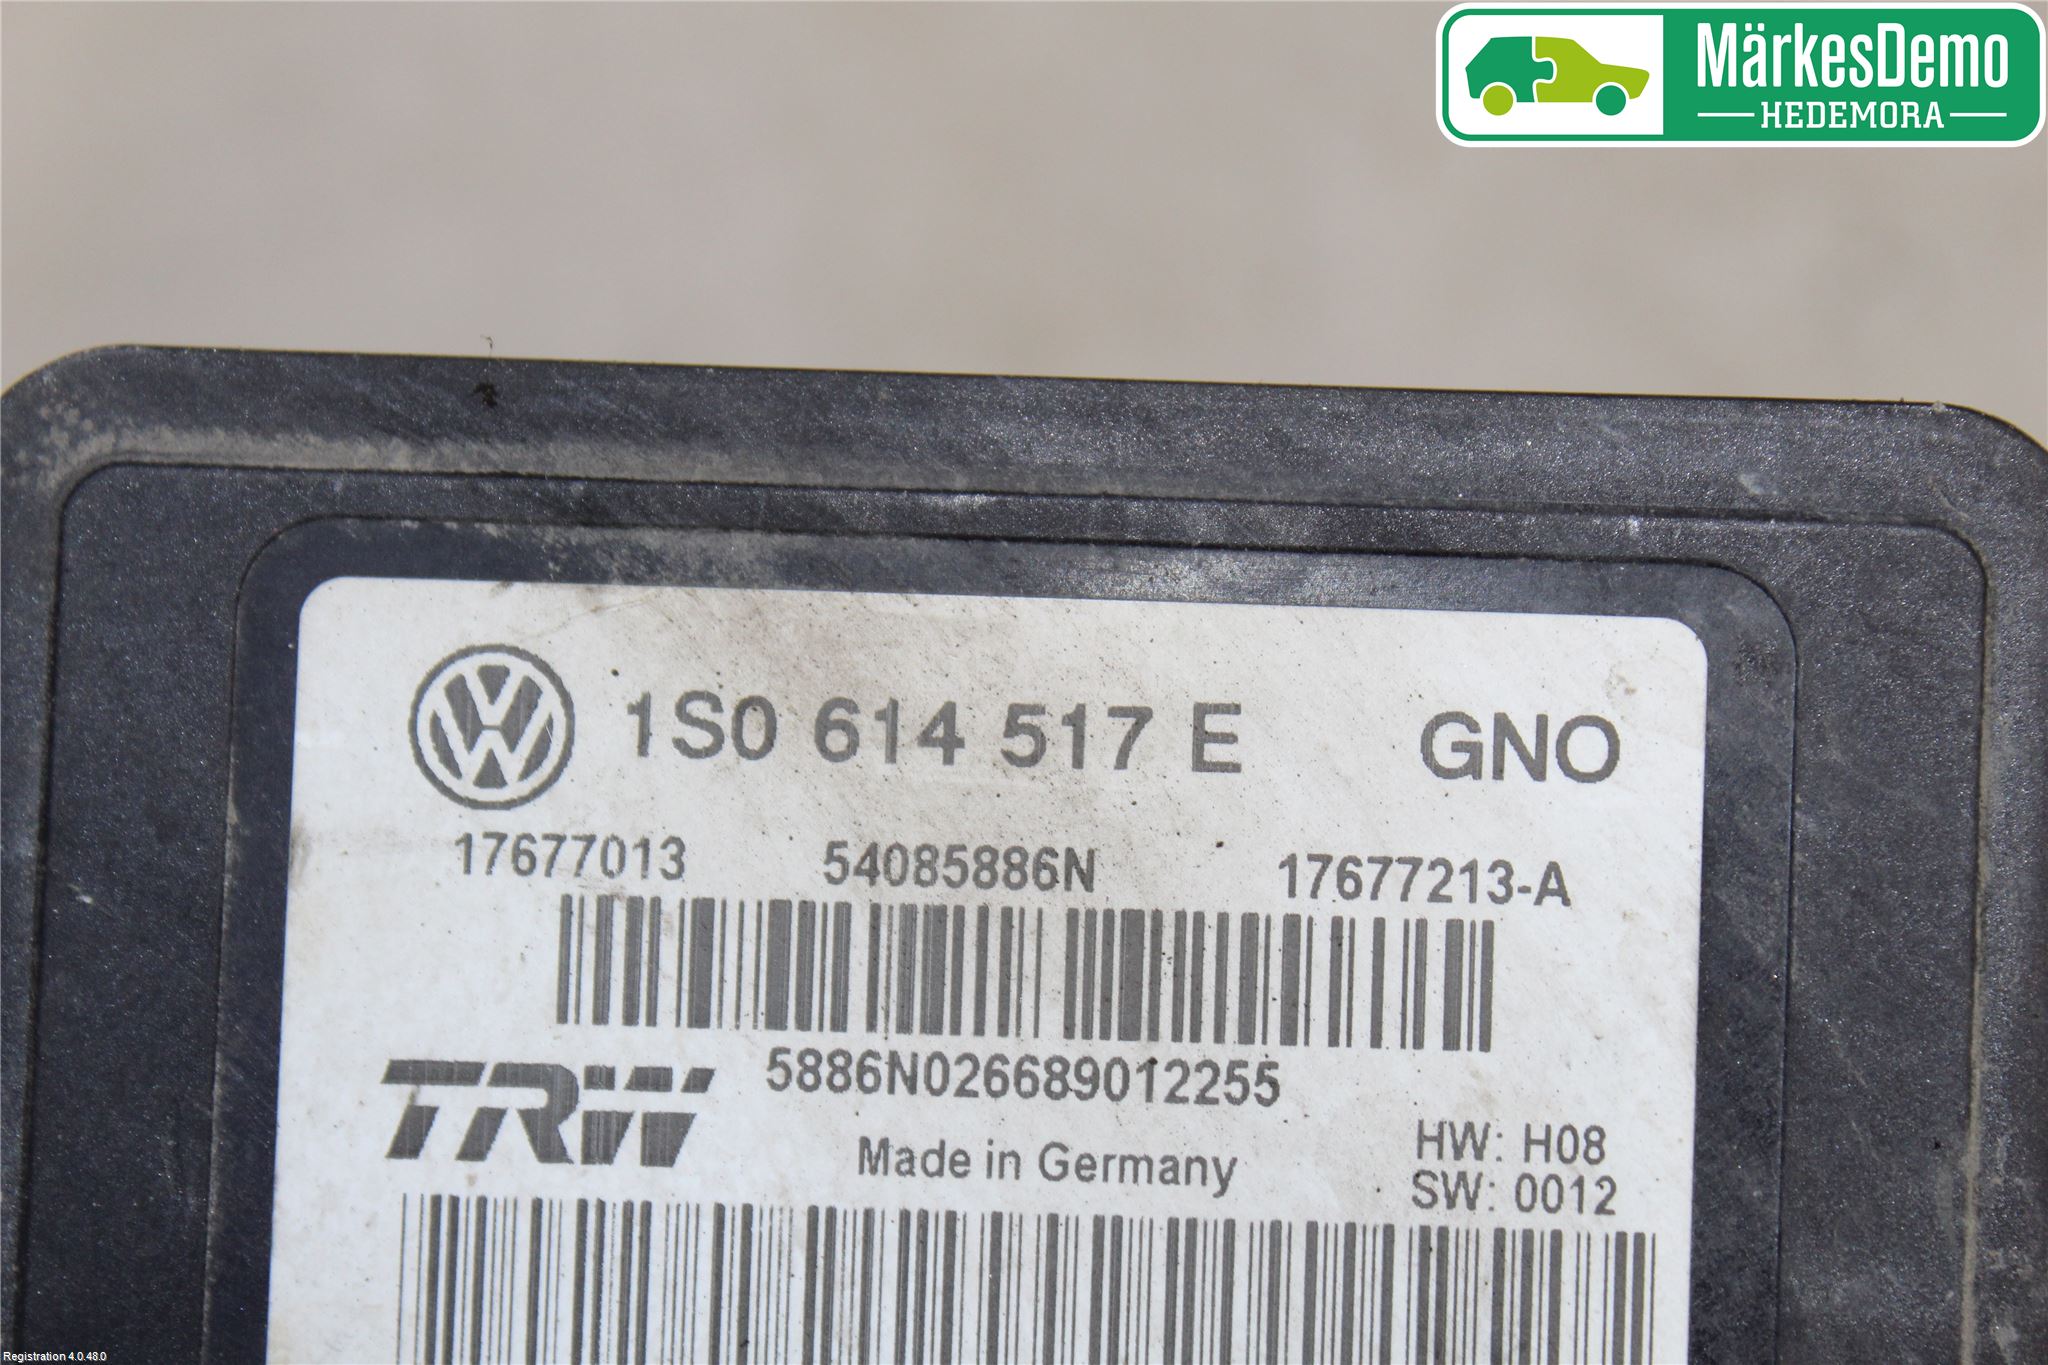 MärkesDemo
HEDEMORA
1S0 614 517 E GNO
17677013 54085886N 17677213-A
5886N026689012255
TRW
Made in Germany
HW: H08
SW: 0012
Registration 4.0.48.0